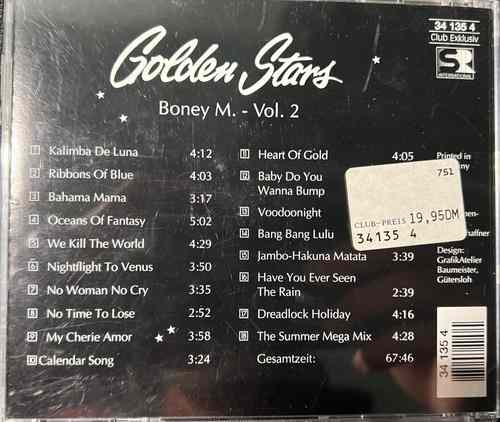 34 135 4
Club Exklusiv
SR
INTERNATIONAL
Golden Stars
Boney M. - Vol. 2
1 Kalimba De Luna 4:12
2 Ribbons Of Blue 4:03
3 Bahama Mama 3:17
4 Oceans Of Fantasy 5:02
5 We Kill The World 4:29
6 Nightflight To Venus 3:50
7 No Woman No Cry 3:35
8 No Time To Lose 2:52
9 My Cherie Amor 3:58
10 Calendar Song 3:24
11 Heart Of Gold 4:05
12 Baby Do You
Wanna Bump
13 Voodoonight
14 Bang Bang Lulu
15 Jambo-Hakuna Matata 3:39
16 Have You Ever Seen
The Rain 2:39
17 Dreadlock Holiday 4:16
18 The Summer Mega Mix 4:28
Gesamtzeit: 67:46
Printed in
751
CLUB-PREIS 19,95DM
34135 4
Design:
GrafikAtelier
Baumeister,
Gütersloh
34 135 4